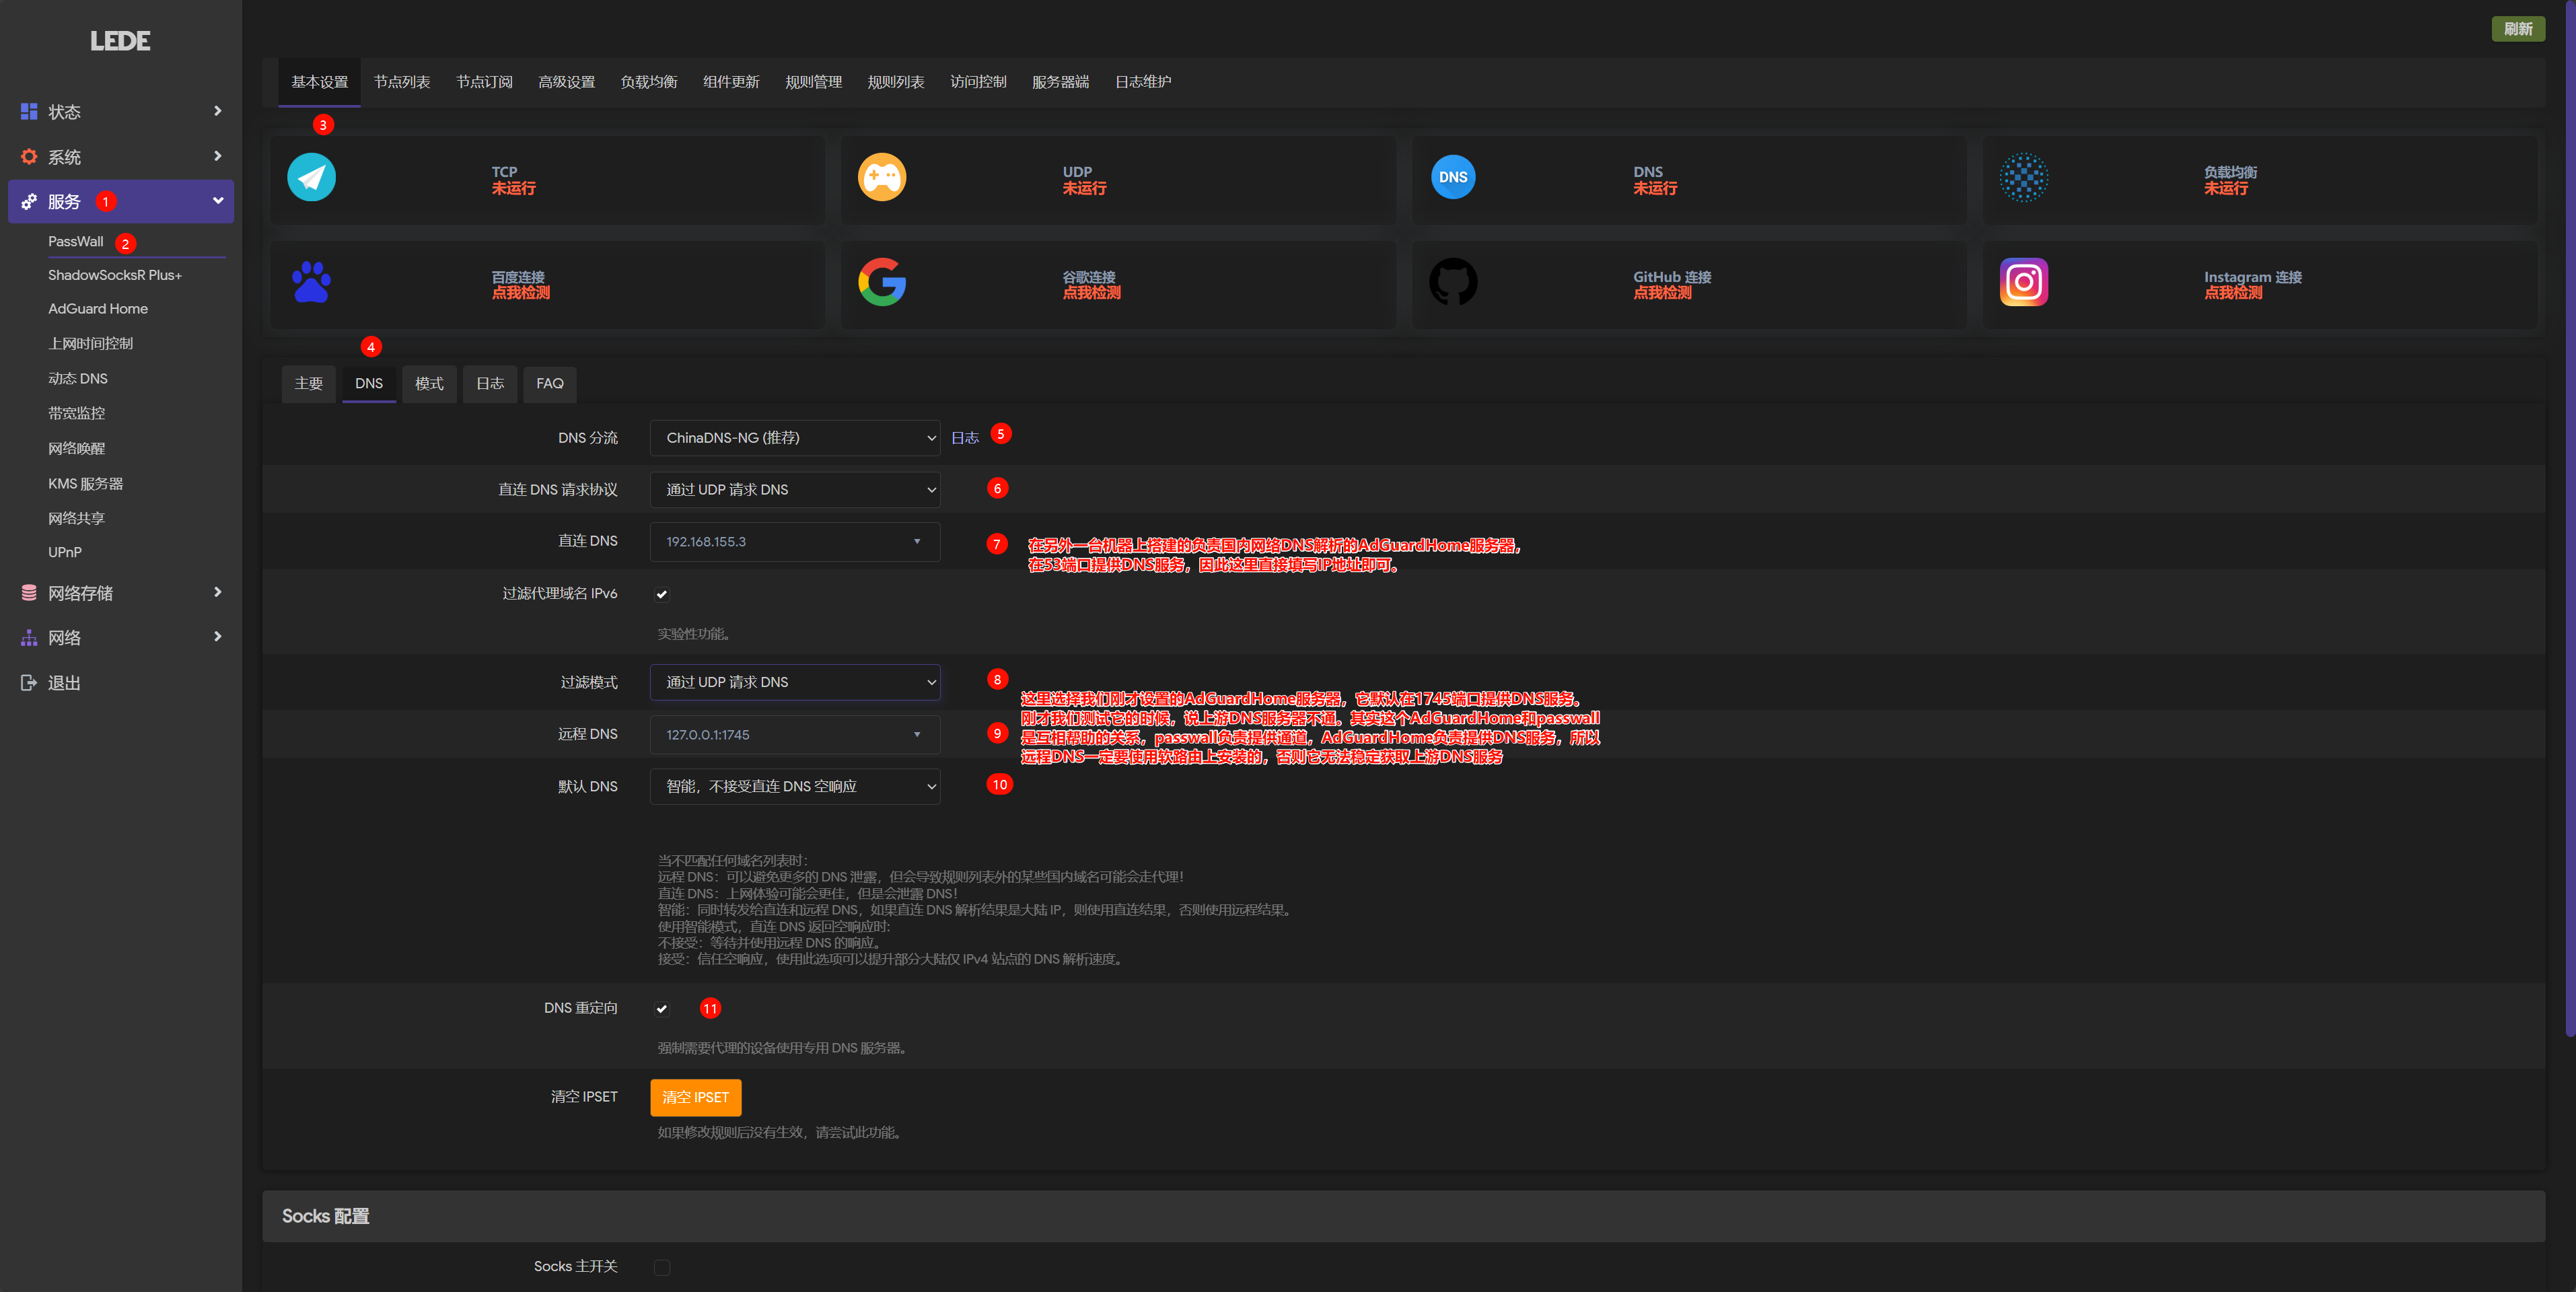 LEDE
刷新
状态
系统
服务 1
PassWall 2
ShadowSocksR Plus+
AdGuard Home
上网时间控制
动态 DNS
带宽监控
网络唤醒
KMS 服务器
网络共享
UPnP
网络存储
网络
退出
基本设置 节点列表 节点订阅 高级设置 负载均衡 组件更新 规则管理 规则列表 访问控制 服务器端 日志维护
3
TCP
未运行
UDP
未运行
DNS
DNS
未运行
负载均衡
未运行
百度连接
点我检测
谷歌连接
点我检测
GitHub 连接
点我检测
Instagram 连接
点我检测
4
主要 DNS 模式 日志 FAQ
DNS 分流 ChinaDNS-NG (推荐) 日志 5
直连 DNS 请求协议 通过 UDP 请求 DNS 6
直连 DNS 192.168.155.3 7
在另外一台机器上搭建的负责国内网络DNS解析的AdGuardHome服务器，
在53端口提供DNS服务，因此这里直接填写IP地址即可。
过滤代理域名 IPv6
实验性功能。
过滤模式 通过 UDP 请求 DNS 8
远程 DNS 127.0.0.1:1745 9
这里选择我们刚才设置的AdGuardHome服务器，它默认在1745端口提供DNS服务。
刚才我们测试它的时候，说上游DNS服务器不通。其实这个AdGuardHome和passwall
是互相帮助的关系，passwall负责提供通道，AdGuardHome负责提供DNS服务，所以
远程DNS一定要使用软路由上安装的，否则它无法稳定获取上游DNS服务
默认 DNS 智能，不接受直连 DNS 空响应 10
当不匹配任何域名列表时：
远程 DNS：可以避免更多的 DNS 泄露，但会导致规则列表外的某些国内域名可能会走代理！
直连 DNS：上网体验可能会更佳，但是会泄露 DNS！
智能：同时转发给直连和远程 DNS，如果直连 DNS 解析结果是大陆 IP，则使用直连结果，否则使用远程结果。
使用智能模式，直连 DNS 返回空响应时：
不接受：等待并使用远程 DNS 的响应。
接受：信任空响应，使用此选项可以提升部分大陆仅 IPv4 站点的 DNS 解析速度。
DNS 重定向 11
强制需要代理的设备使用专用 DNS 服务器。
清空 IPSET 清空 IPSET
如果修改规则后没有生效，请尝试此功能。
Socks 配置
Socks 主开关